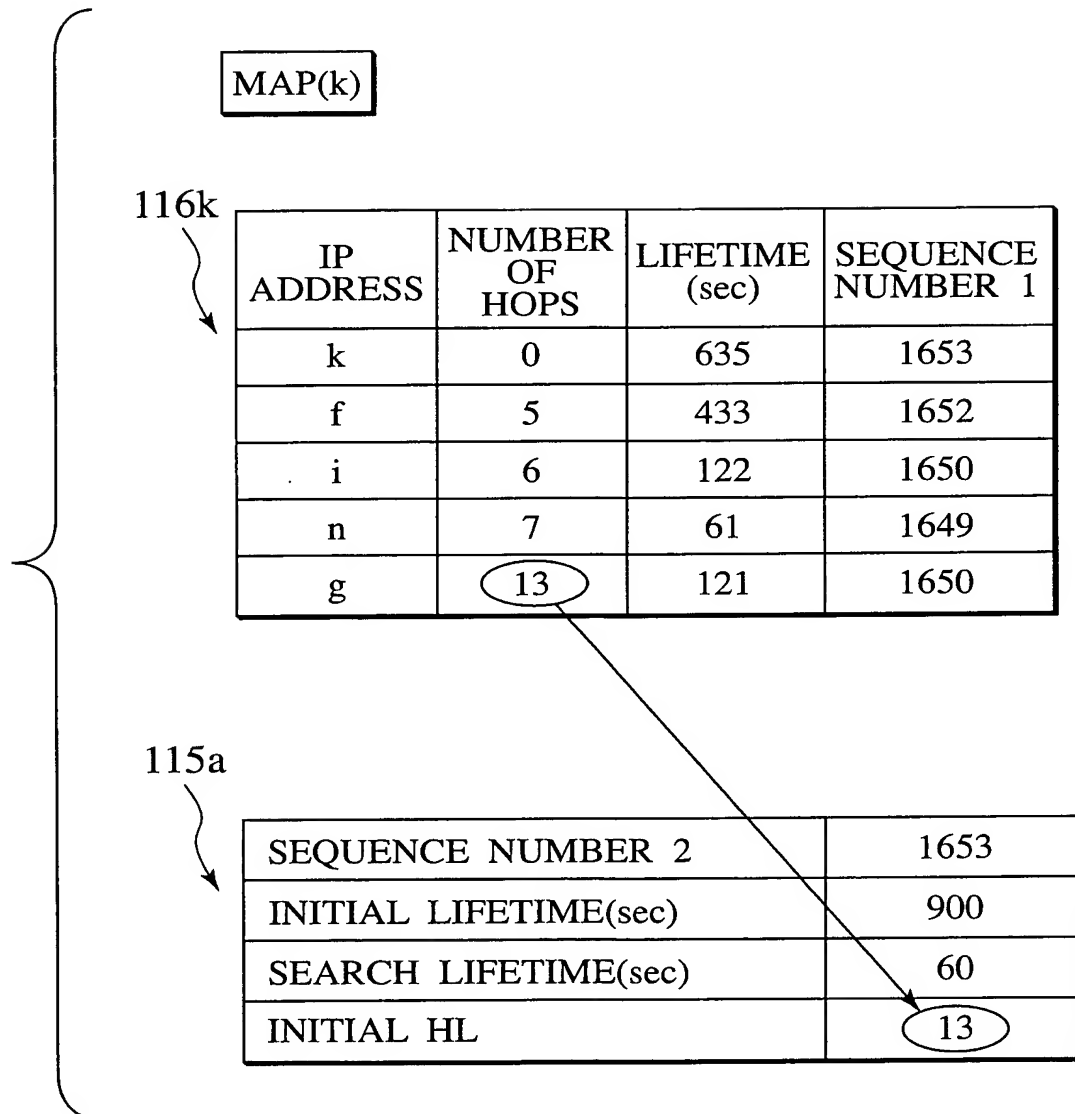 MAP(k)
116k
IP ADDRESS NUMBER OF HOPS LIFETIME (sec) SEQUENCE NUMBER 1
k 0 635 1653
f 5 433 1652
i 6 122 1650
n 7 61 1649
g 13 121 1650
115a
SEQUENCE NUMBER 2 1653
INITIAL LIFETIME(sec) 900
SEARCH LIFETIME(sec) 60
INITIAL HL 13